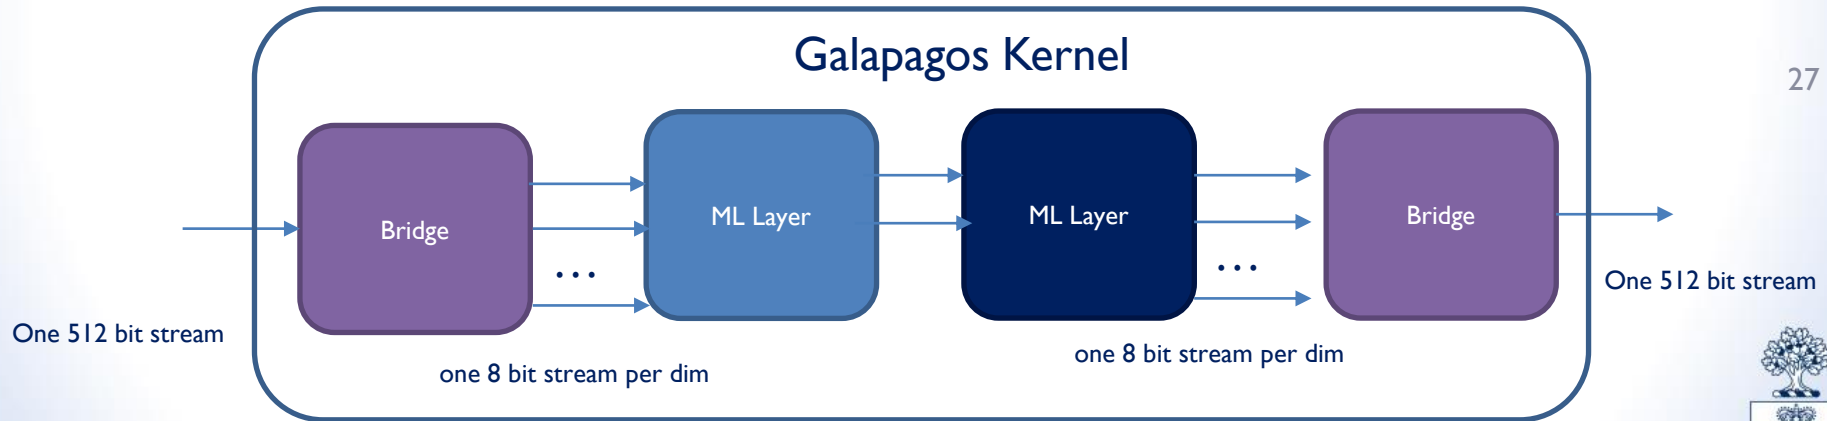 Galapagos Kernel
27
Bridge
ML Layer
ML Layer
Bridge
...
...
One 512 bit stream
one 8 bit stream per dim
one 8 bit stream per dim
One 512 bit stream